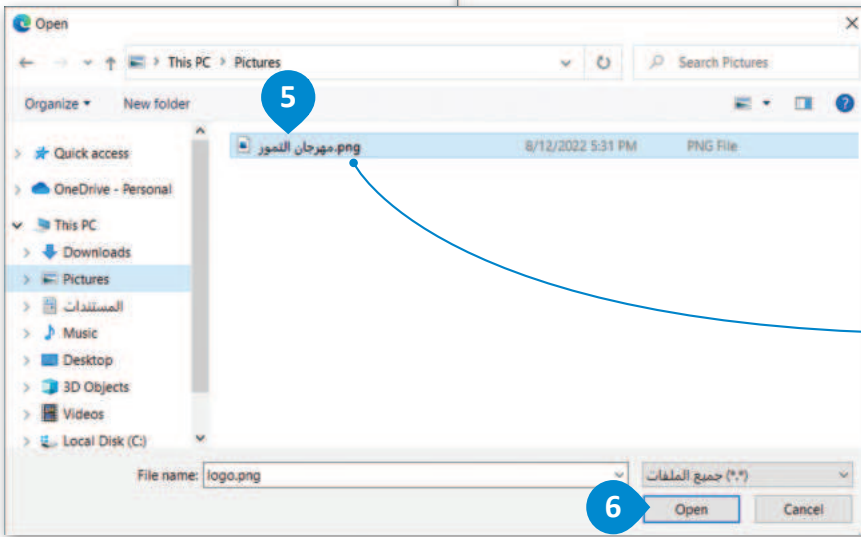 Open
This PC > Pictures
Search Pictures
Organize
New folder
5
مهرجان التمور.png
8/12/2022 5:31 PM
PNG File
Quick access
OneDrive - Personal
This PC
Downloads
Pictures
المستندات
Music
Desktop
3D Objects
Videos
Local Disk (C:)
File name: logo.png
جميع الملفات (*.*)
6
Open
Cancel